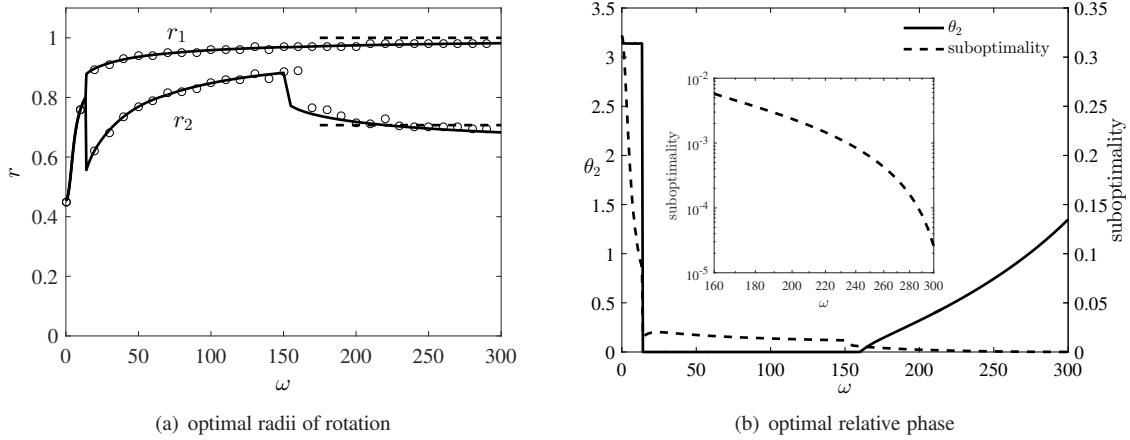 r
1
0.8
0.6
0.4
0.2
0
r1
r2
0 50 100 150 200 250 300
ω
(a) optimal radii of rotation
θ2
3.5
3
2.5
2
1.5
1
0.5
0
0 50 100 150 200 250 300
ω
0.35
0.3
0.25
0.2
0.15
0.1
0.05
0
suboptimality
θ2
suboptimality
suboptimality
10-2
10-3
10-4
10-5
160 180 200 220 240 260 280 300
ω
(b) optimal relative phase